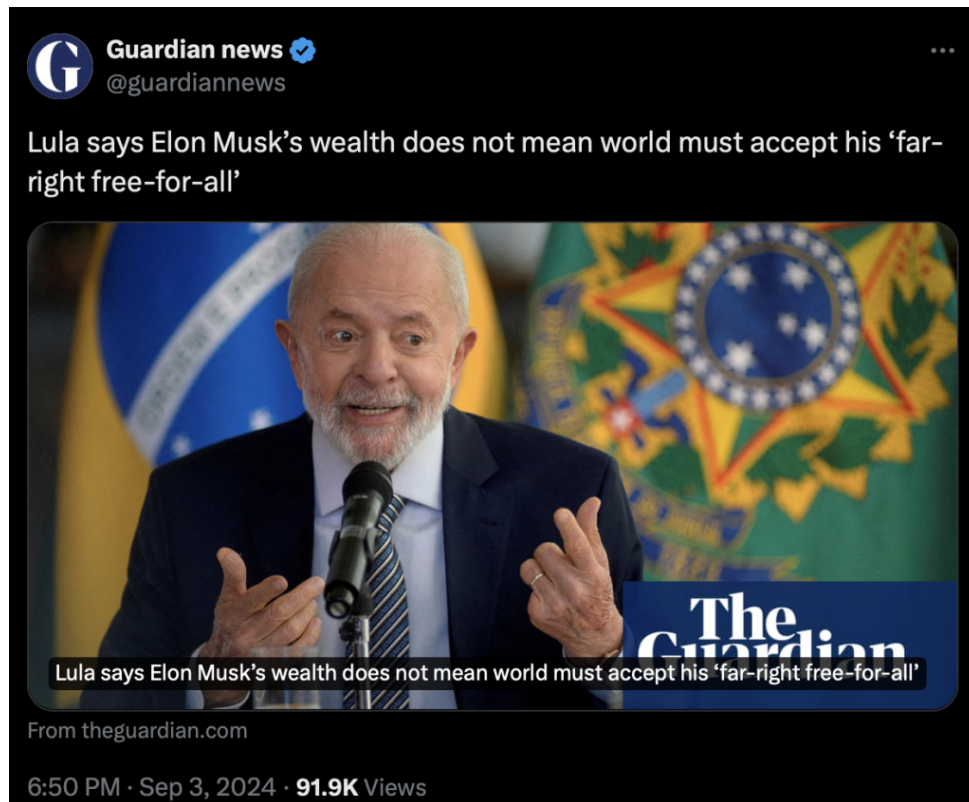 Guardian news
@guardiannews
Lula says Elon Musk’s wealth does not mean world must accept his ‘far-
right free-for-all’
The
Guardian
Lula says Elon Musk’s wealth does not mean world must accept his ‘far-right free-for-all’
From theguardian.com
6:50 PM · Sep 3, 2024 · 91.9K Views